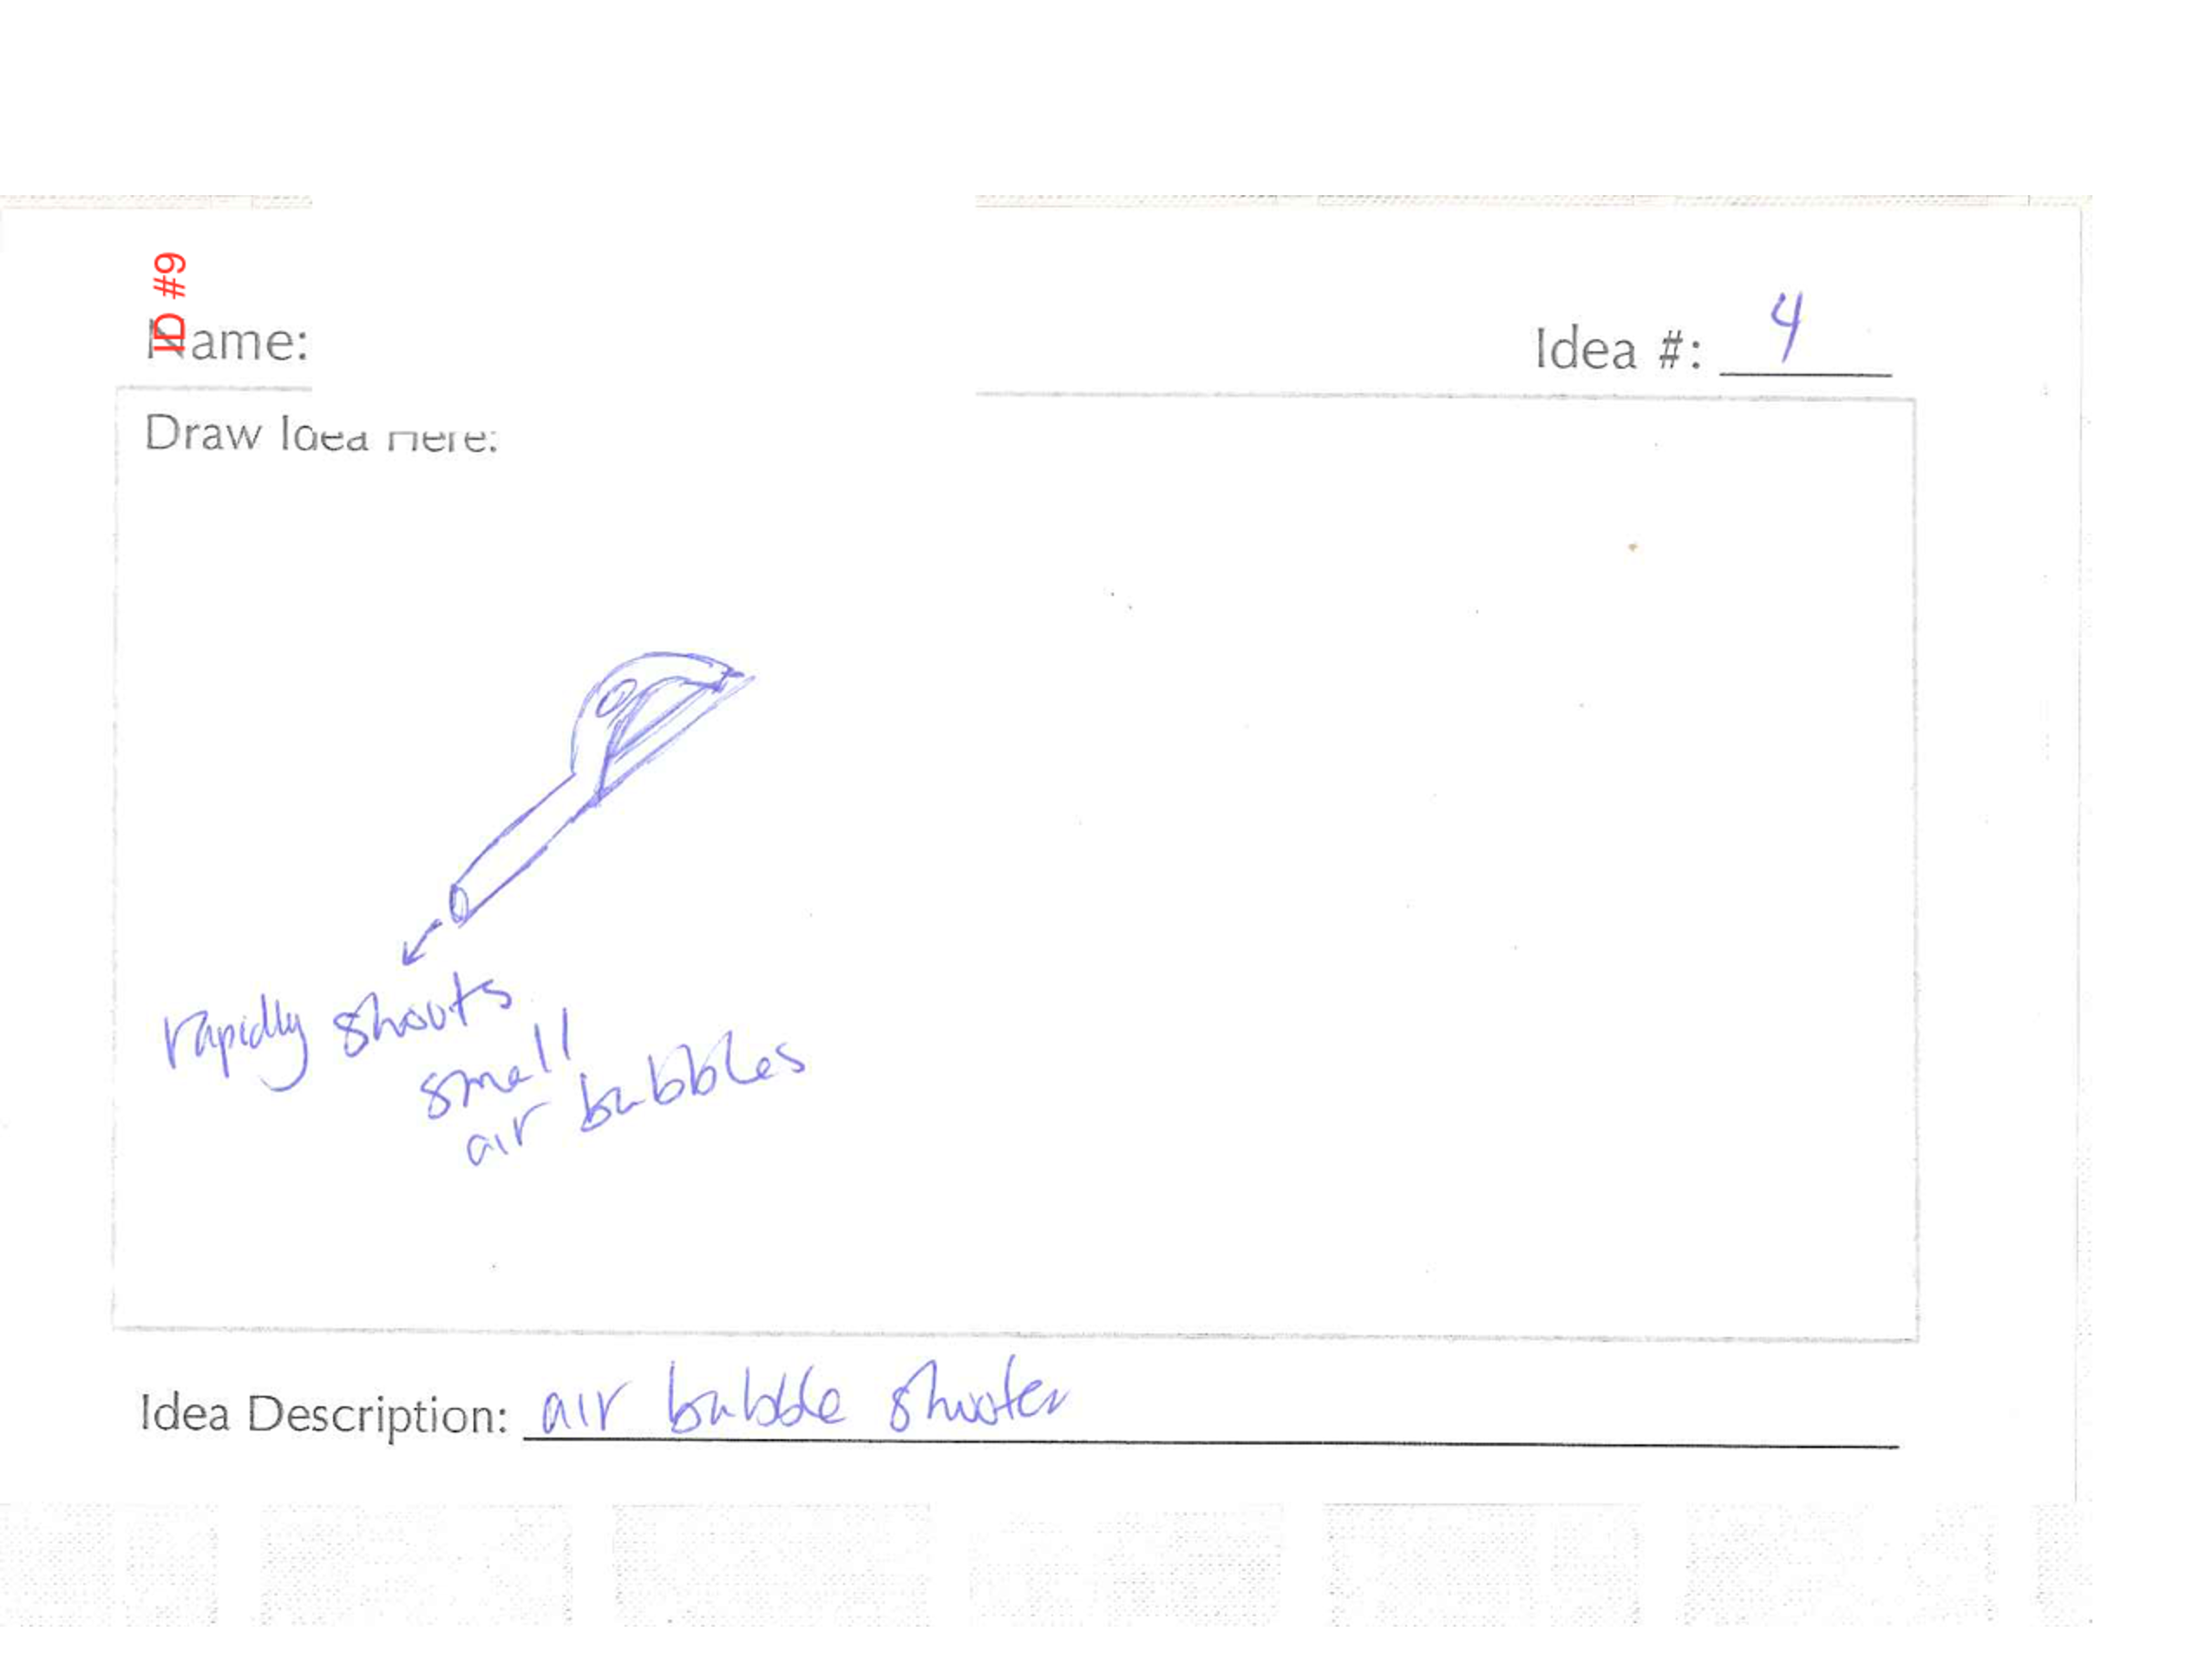 ID #9
Name:
Idea #: 4
Draw Idea Here:
rapidly shoots
small
air bubbles
Idea Description: air bubble shooter